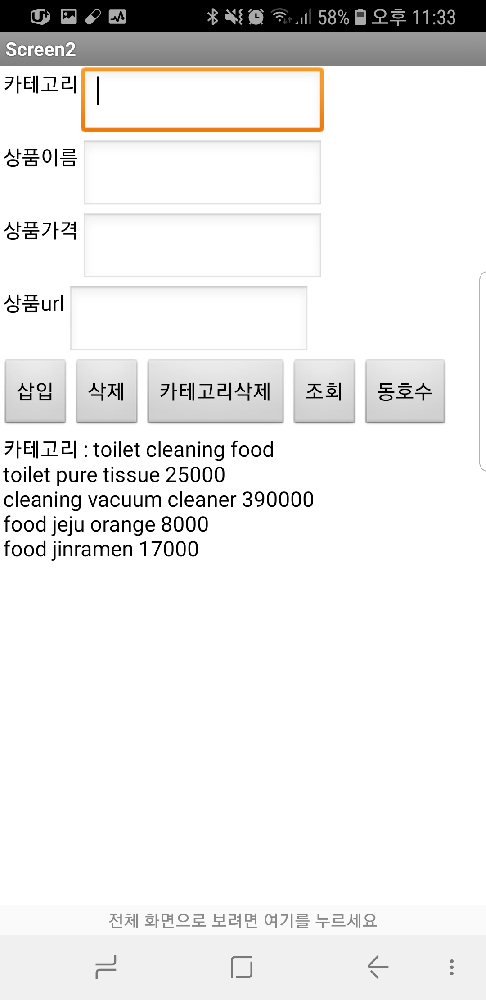 58% 오후 11:33
Screen2
카테고리
상품이름
상품가격
상품url
삽입 삭제 카테고리삭제 조회 동호수
카테고리 : toilet cleaning food
toilet pure tissue 25000
cleaning vacuum cleaner 390000
food jeju orange 8000
food jinramen 17000
전체 화면으로 보려면 여기를 누르세요